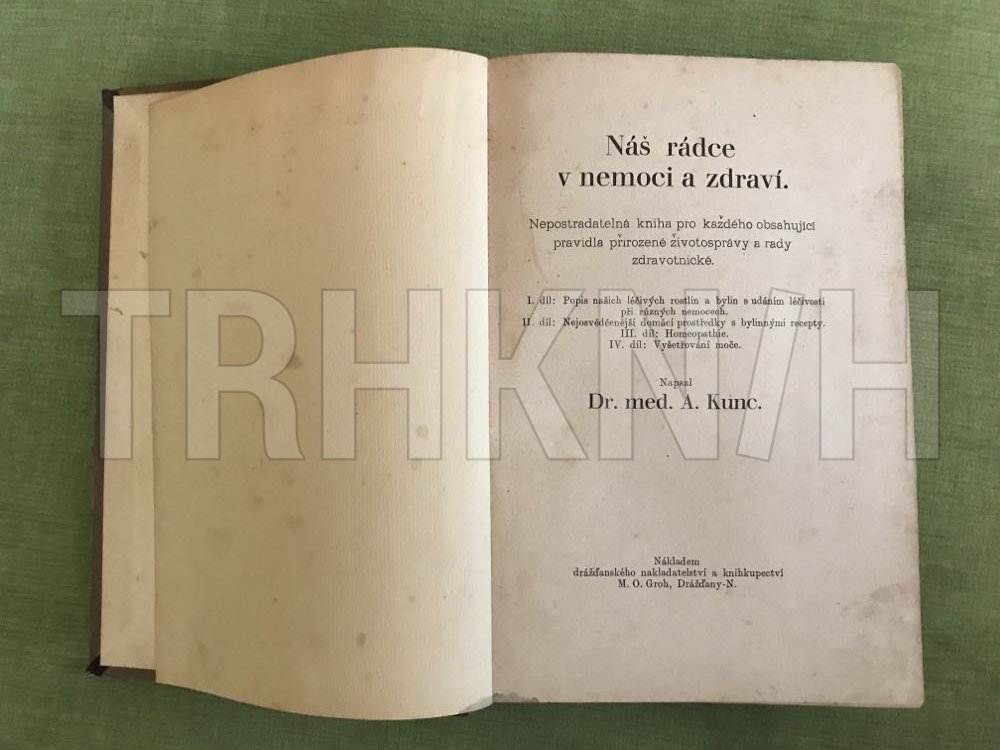 Náš rádce
v nemoci a zdraví.
Nepostradatelná kniha pro každého obsahující
pravidla přirozené životosprávy a rady
zdravotnické.
I. díl: Popis našich léčivých rostlin a bylin s udáním léčivosti
při různých nemocech.
II. díl: Nejosvědčenější domácí prostředky s bylinnými recepty.
III. díl: Homeopathie.
IV. díl: Vyšetřování moče.
Napsal
Dr. med. A. Kunc.
Nákladem
drážďanského nakladatelství a knihkupectví
M. O. Groh, Drážďany-N.
TRHKNIH